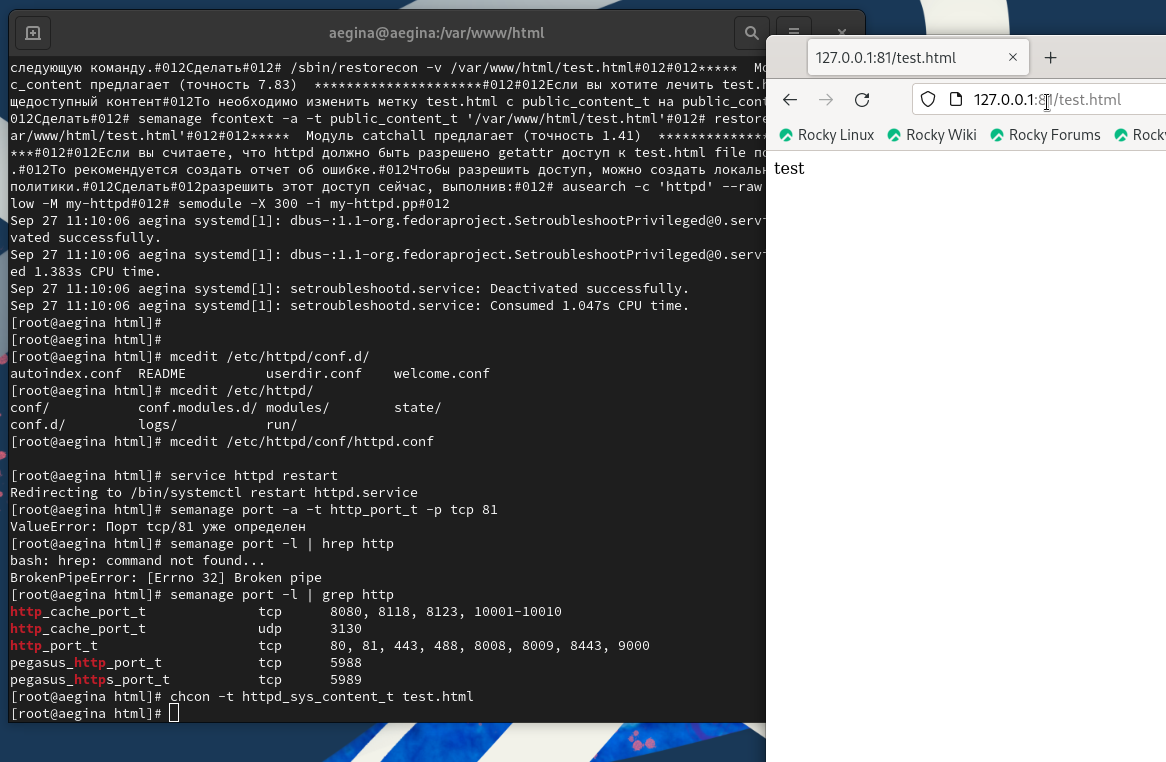 aegina@aegina:/var/www/html
следующую команду.#012Сделать#012# /sbin/restorecon -v /var/www/html/test.html#012#012*****
c_content предлагает (точность 7.83)  *********************#012#012Если вы хотите лечить test.
щедоступный контент#012То необходимо изменить метку test.html с public_content_t на public_con
012Сделать#012# semanage fcontext -a -t public_content_t '/var/www/html/test.html'#012# restore
ar/www/html/test.html'#012#012*****  Модуль catchall предлагает (точность 1.41)  *************
***#012#012Если вы считаете, что httpd должно быть разрешено getattr доступ к test.html file
.#012То рекомендуется создать отчет об ошибке.#012Чтобы разрешить доступ, можно создать
политики.#012Сделать#012разрешить этот доступ сейчас, выполнив:#012# ausearch -c 'httpd' --raw
low -M my-httpd#012# semodule -X 300 -i my-httpd.pp#012
Sep 27 11:10:06 aegina systemd[1]: dbus-:1.1-org.fedoraproject.SetroubleshootPrivileged@0.serv
vated successfully.
Sep 27 11:10:06 aegina systemd[1]: dbus-:1.1-org.fedoraproject.SetroubleshootPrivileged@0.serv
ed 1.383s CPU time.
Sep 27 11:10:06 aegina systemd[1]: setroubleshootd.service: Deactivated successfully.
Sep 27 11:10:06 aegina systemd[1]: setroubleshootd.service: Consumed 1.047s CPU time.
[root@aegina html]#
[root@aegina html]#
[root@aegina html]# mcedit /etc/httpd/conf.d/
autoindex.conf  README          userdir.conf    welcome.conf
[root@aegina html]# mcedit /etc/httpd/
conf/           conf.modules.d/ modules/        state/
conf.d/         logs/           run/
[root@aegina html]# mcedit /etc/httpd/conf/httpd.conf
[root@aegina html]# service httpd restart
Redirecting to /bin/systemctl restart httpd.service
[root@aegina html]# semanage port -a -t http_port_t -p tcp 81
ValueError: Порт tcp/81 уже определен
[root@aegina html]# semanage port -l | hrep http
bash: hrep: command not found...
BrokenPipeError: [Errno 32] Broken pipe
[root@aegina html]# semanage port -l | grep http
http_cache_port_t              tcp      8080, 8118, 8123, 10001-10010
http_cache_port_t              udp      3130
http_port_t                    tcp      80, 81, 443, 488, 8008, 8009, 8443, 9000
pegasus_http_port_t            tcp      5988
pegasus_https_port_t           tcp      5989
[root@aegina html]# chcon -t httpd_sys_content_t test.html
[root@aegina html]#
127.0.0.1:81/test.html
127.0.0.1:81/test.html
Rocky Linux Rocky Wiki Rocky Forums Rocky
test